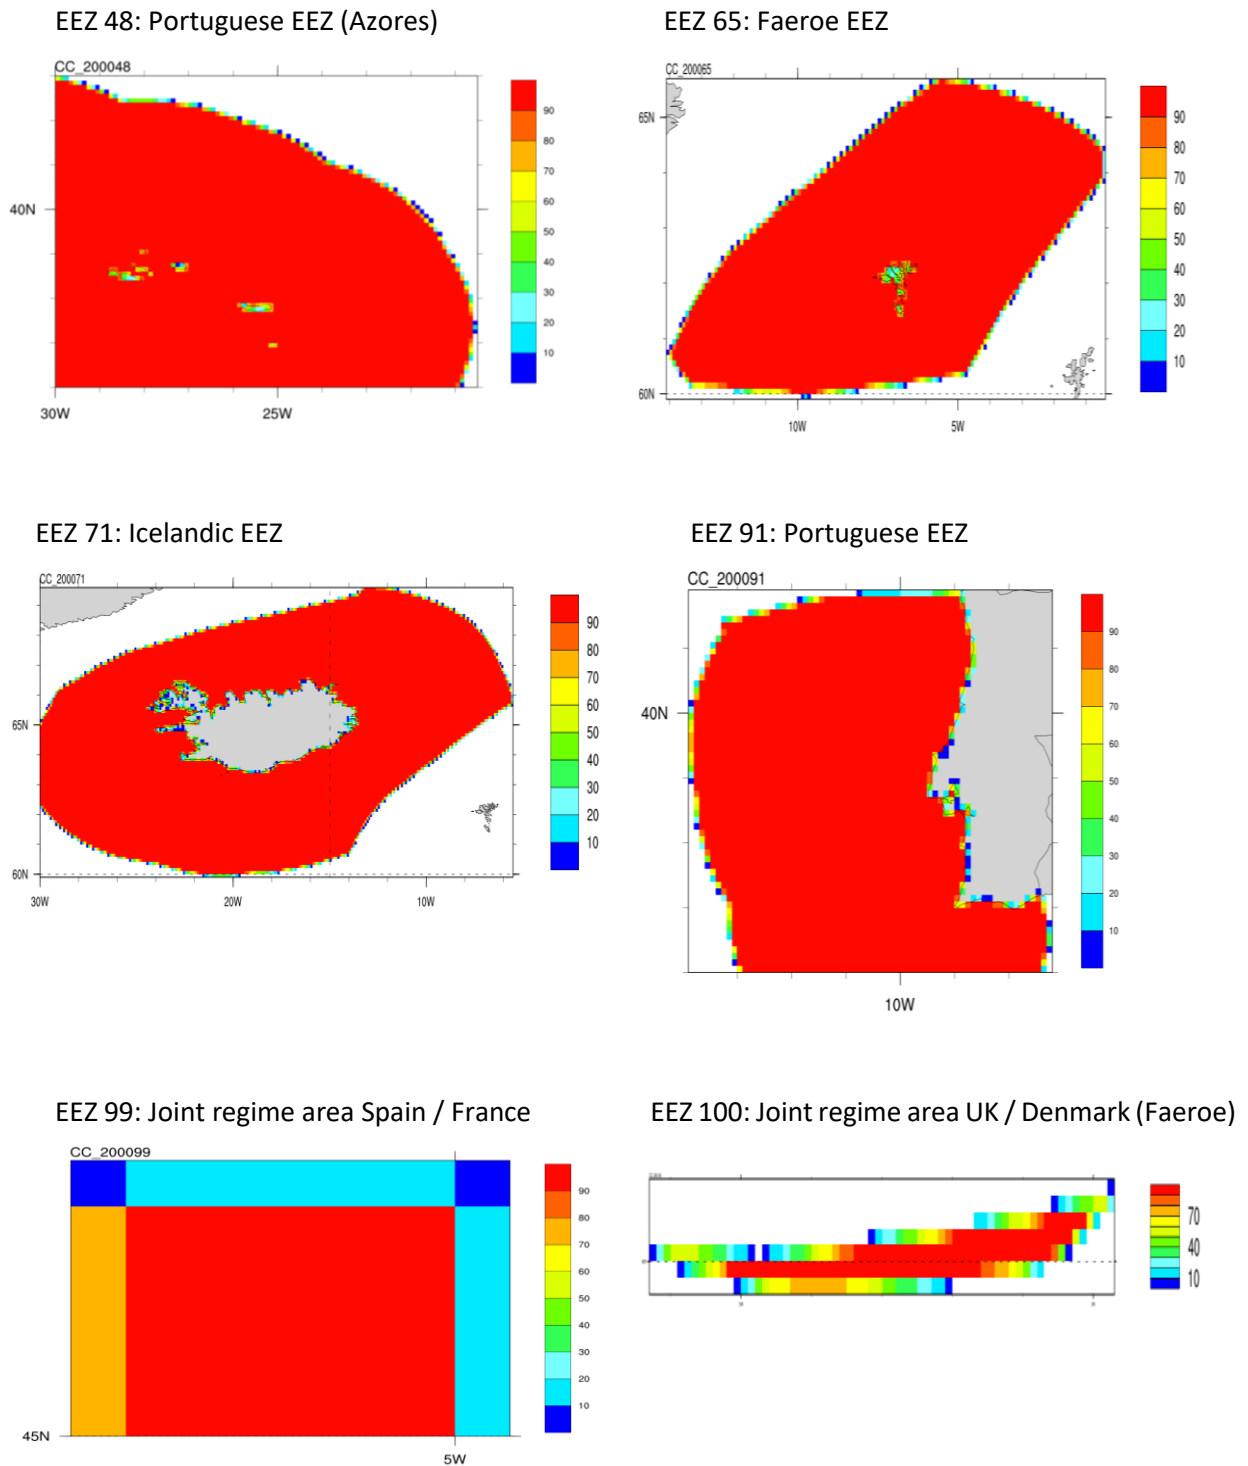 EEZ 48: Portuguese EEZ (Azores)
CC_200048
40N
30W
25W
90
80
70
60
50
40
30
20
10
EEZ 65: Faeroe EEZ
CC_200065
65N
60N
10W
5W
90
80
70
60
50
40
30
20
10
EEZ 71: Icelandic EEZ
CC_200071
65N
60N
30W
20W
10W
90
80
70
60
50
40
30
20
10
EEZ 91: Portuguese EEZ
CC_200091
40N
10W
90
80
70
60
50
40
30
20
10
EEZ 99: Joint regime area Spain / France
CC_200099
45N
5W
90
80
70
60
50
40
30
20
10
EEZ 100: Joint regime area UK / Denmark (Faeroe)
70
40
10